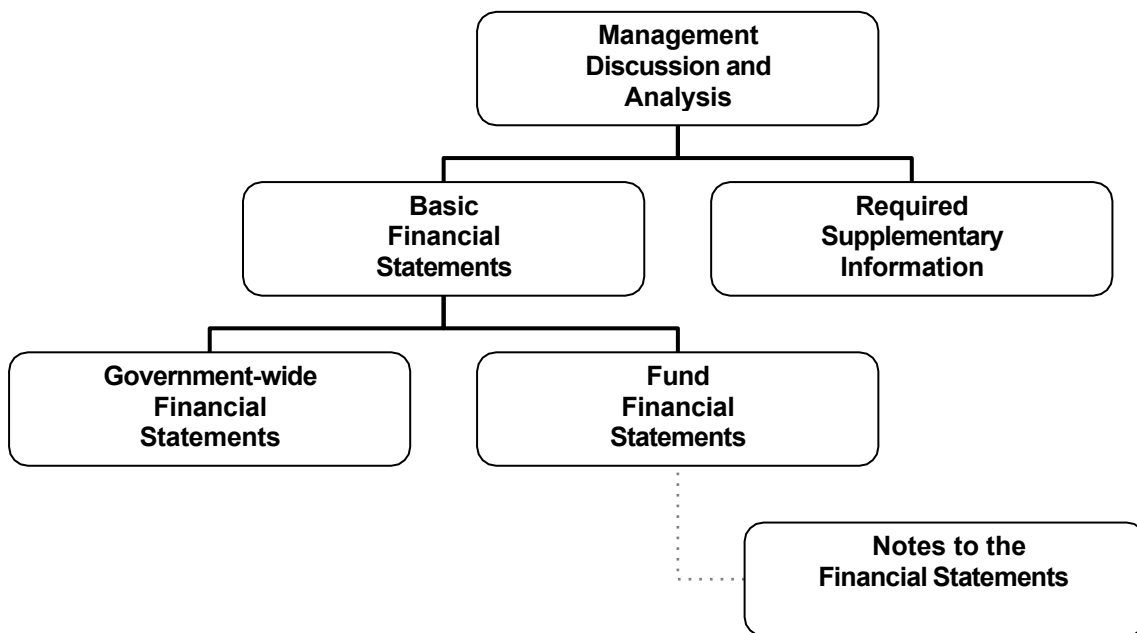 Management
Discussion and
Analysis
Basic
Financial
Statements
Required
Supplementary
Information
Government-wide
Financial
Statements
Fund
Financial
Statements
Notes to the
Financial Statements